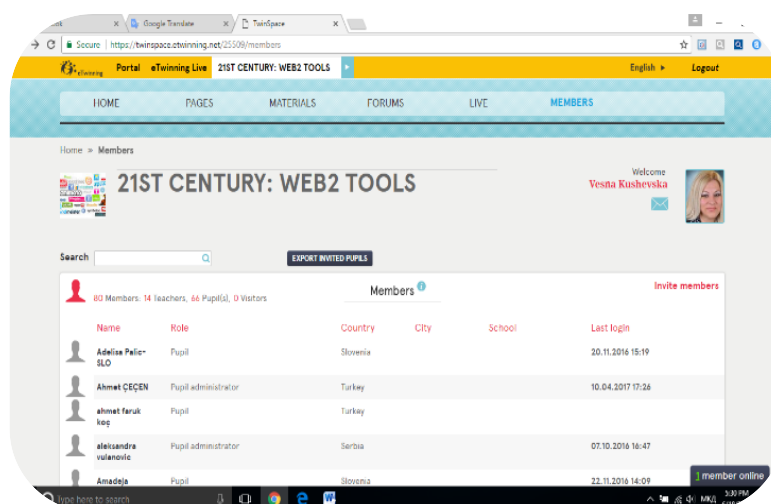 Google Translate TwinSpace
Secure https://twinspace.etwinning.net/25509/members
eTwinning Portal eTwinning Live 21ST CENTURY: WEB2 TOOLS English Logout
HOME PAGES MATERIALS FORUMS LIVE MEMBERS
Home » Members
21ST CENTURY: WEB2 TOOLS
Welcome
Vesna Kushevska
Search EXPORT INVITED PUPILS
80 Members: 14 Teachers, 66 Pupil(s), 0 Visitors Members Invite members
Name Role Country City School Last login
Adelisa Palic- Pupil Slovenia 20.11.2016 15:19
SLO
Ahmet ÇEÇEN Pupil administrator Turkey 10.04.2017 17:26
ahmet faruk Pupil Turkey
koç
aleksandra Pupil administrator Serbia 07.10.2016 16:47
vulanovic
Amadeja Pupil Slovenia 22.11.2016 14:09
1 member online
Type here to search МКД 5:30 PM